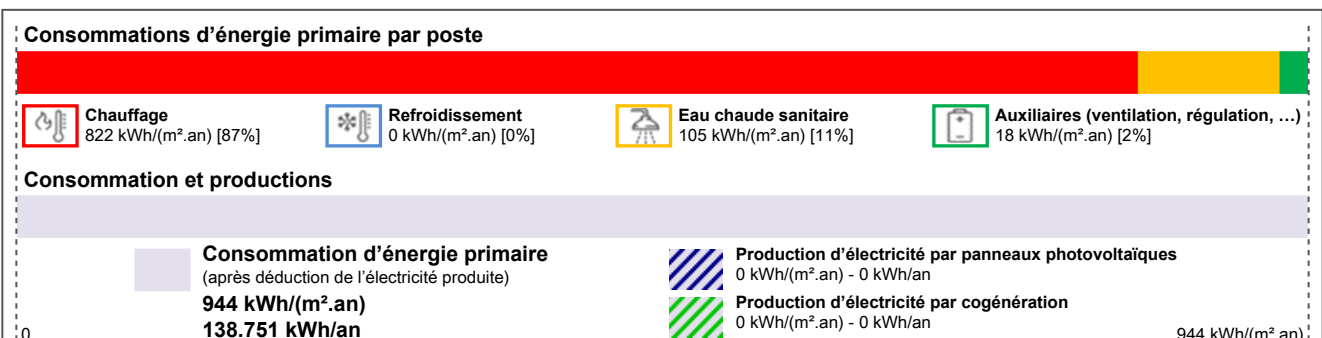 Consommations d’énergie primaire par poste
Chauffage
822 kWh/(m².an) [87%]
Refroidissement
0 kWh/(m².an) [0%]
Eau chaude sanitaire
105 kWh/(m².an) [11%]
Auxiliaires (ventilation, régulation, …)
18 kWh/(m².an) [2%]
Consommation et productions
Consommation d’énergie primaire
(après déduction de l’électricité produite)
944 kWh/(m².an)
138.751 kWh/an
Production d’électricité par panneaux photovoltaïques
0 kWh/(m².an) - 0 kWh/an
Production d’électricité par cogénération
0 kWh/(m².an) - 0 kWh/an
0
944 kWh/(m².an)